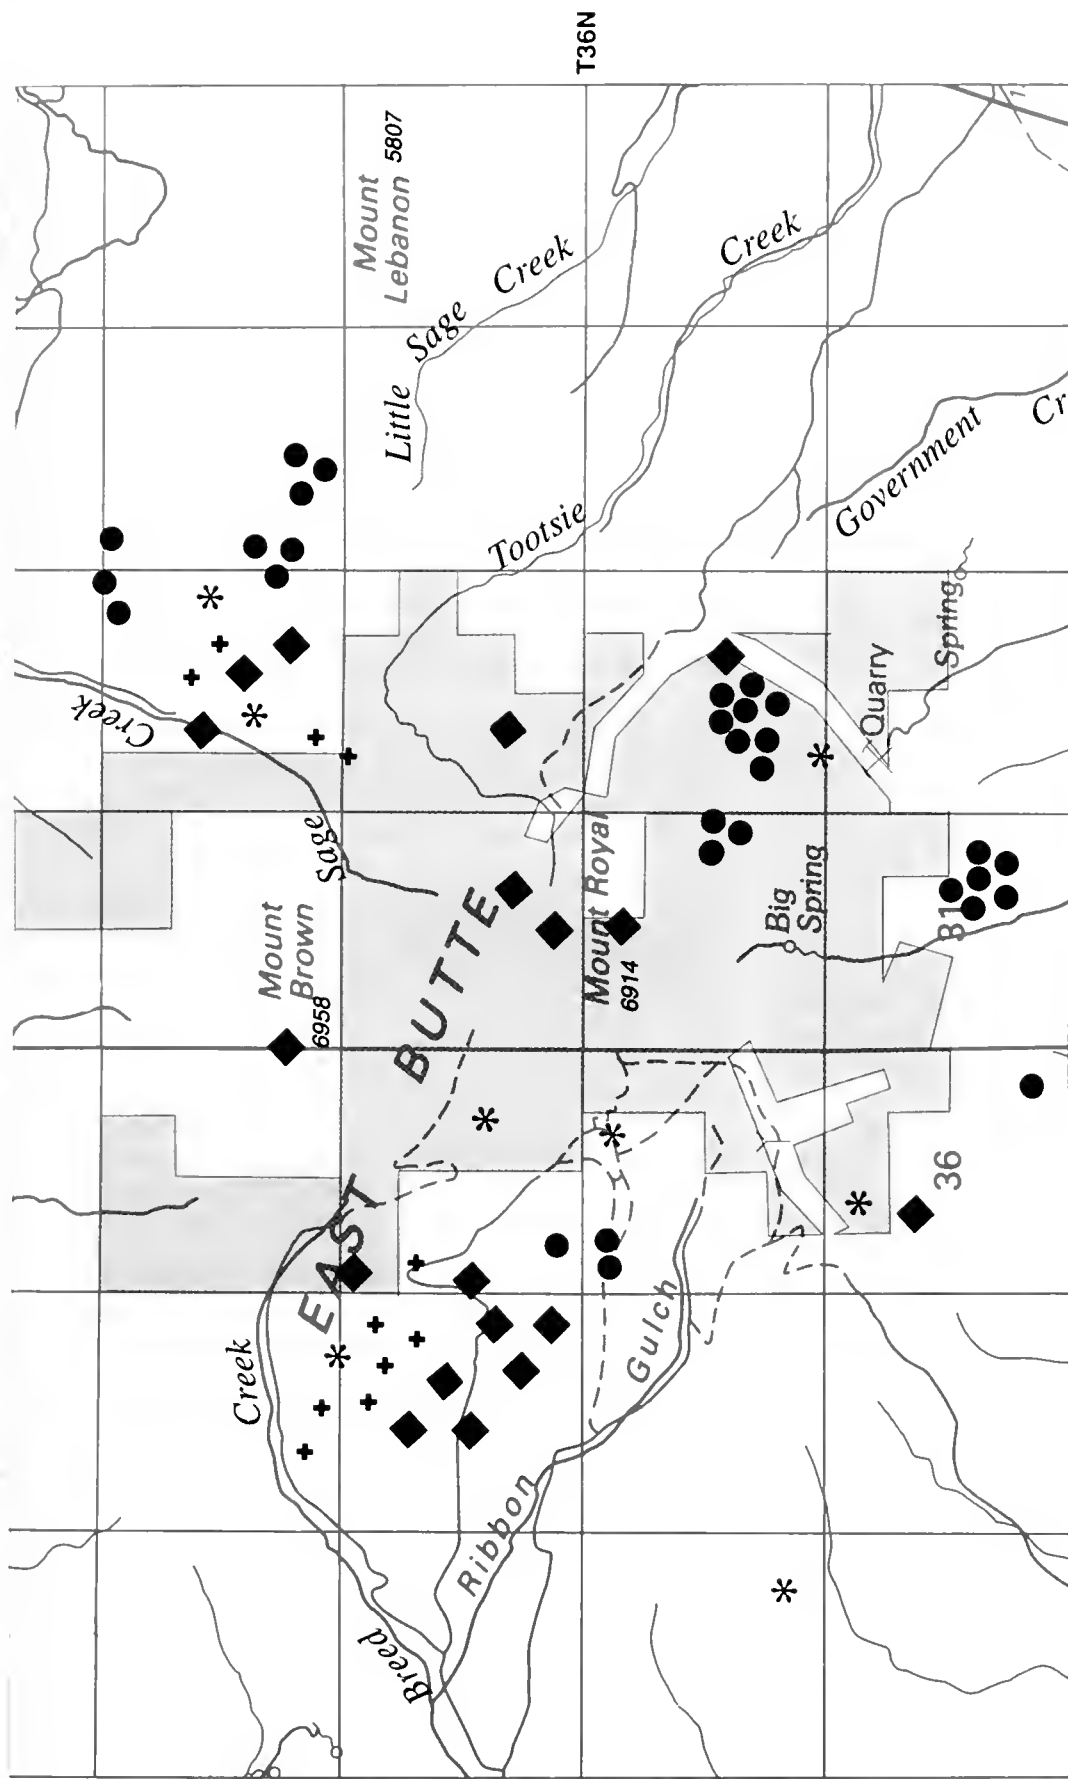 T36N
Mount
Lebanon 5807
Little Sage Creek
Tootsie Creek
Government Cr
Sage Creek
Quarry
Spring
Mount
Brown
6958
BUTTE
Mount Royal
6914
Big
Spring
31
36
EAST
Breed Creek
Ribbon Gulch